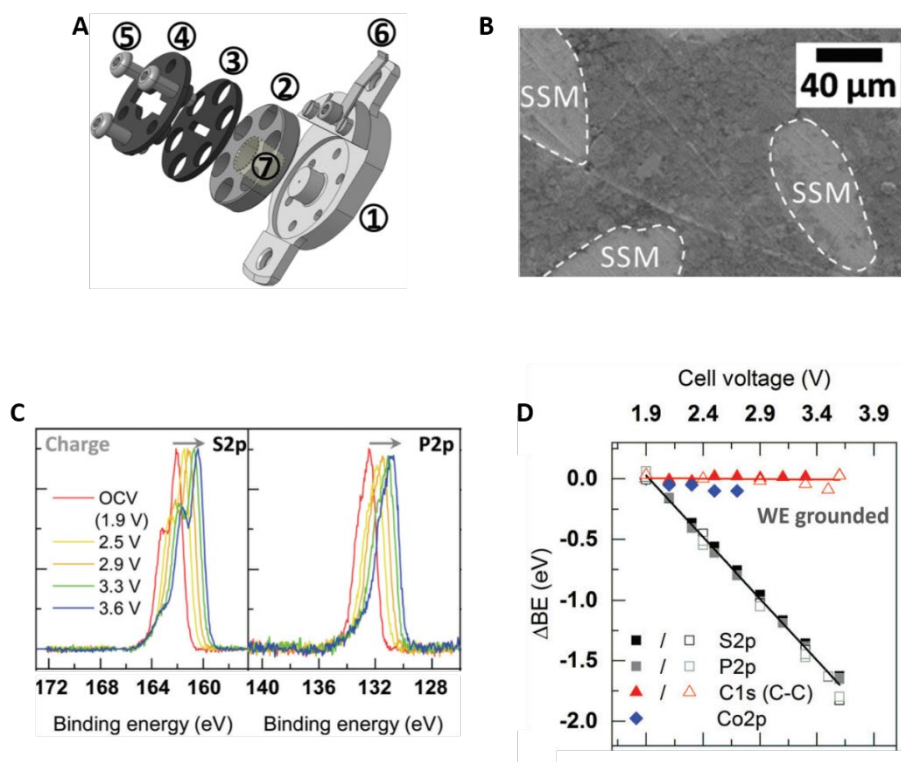 A
⑤
④
③
②
⑦
①
⑥
B
40 µm
SSM
SSM
SSM
C
Charge
S2p
P2p
OCV
(1.9 V)
2.5 V
2.9 V
3.3 V
3.6 V
172 168 164 160
140 136 132 128
Binding energy (eV)
Binding energy (eV)
D
Cell voltage (V)
1.9 2.4 2.9 3.4 3.9
0.0
-0.5
-1.0
-1.5
-2.0
ΔBE (eV)
WE grounded
/ S2p
/ P2p
/ C1s (C-C)
Co2p